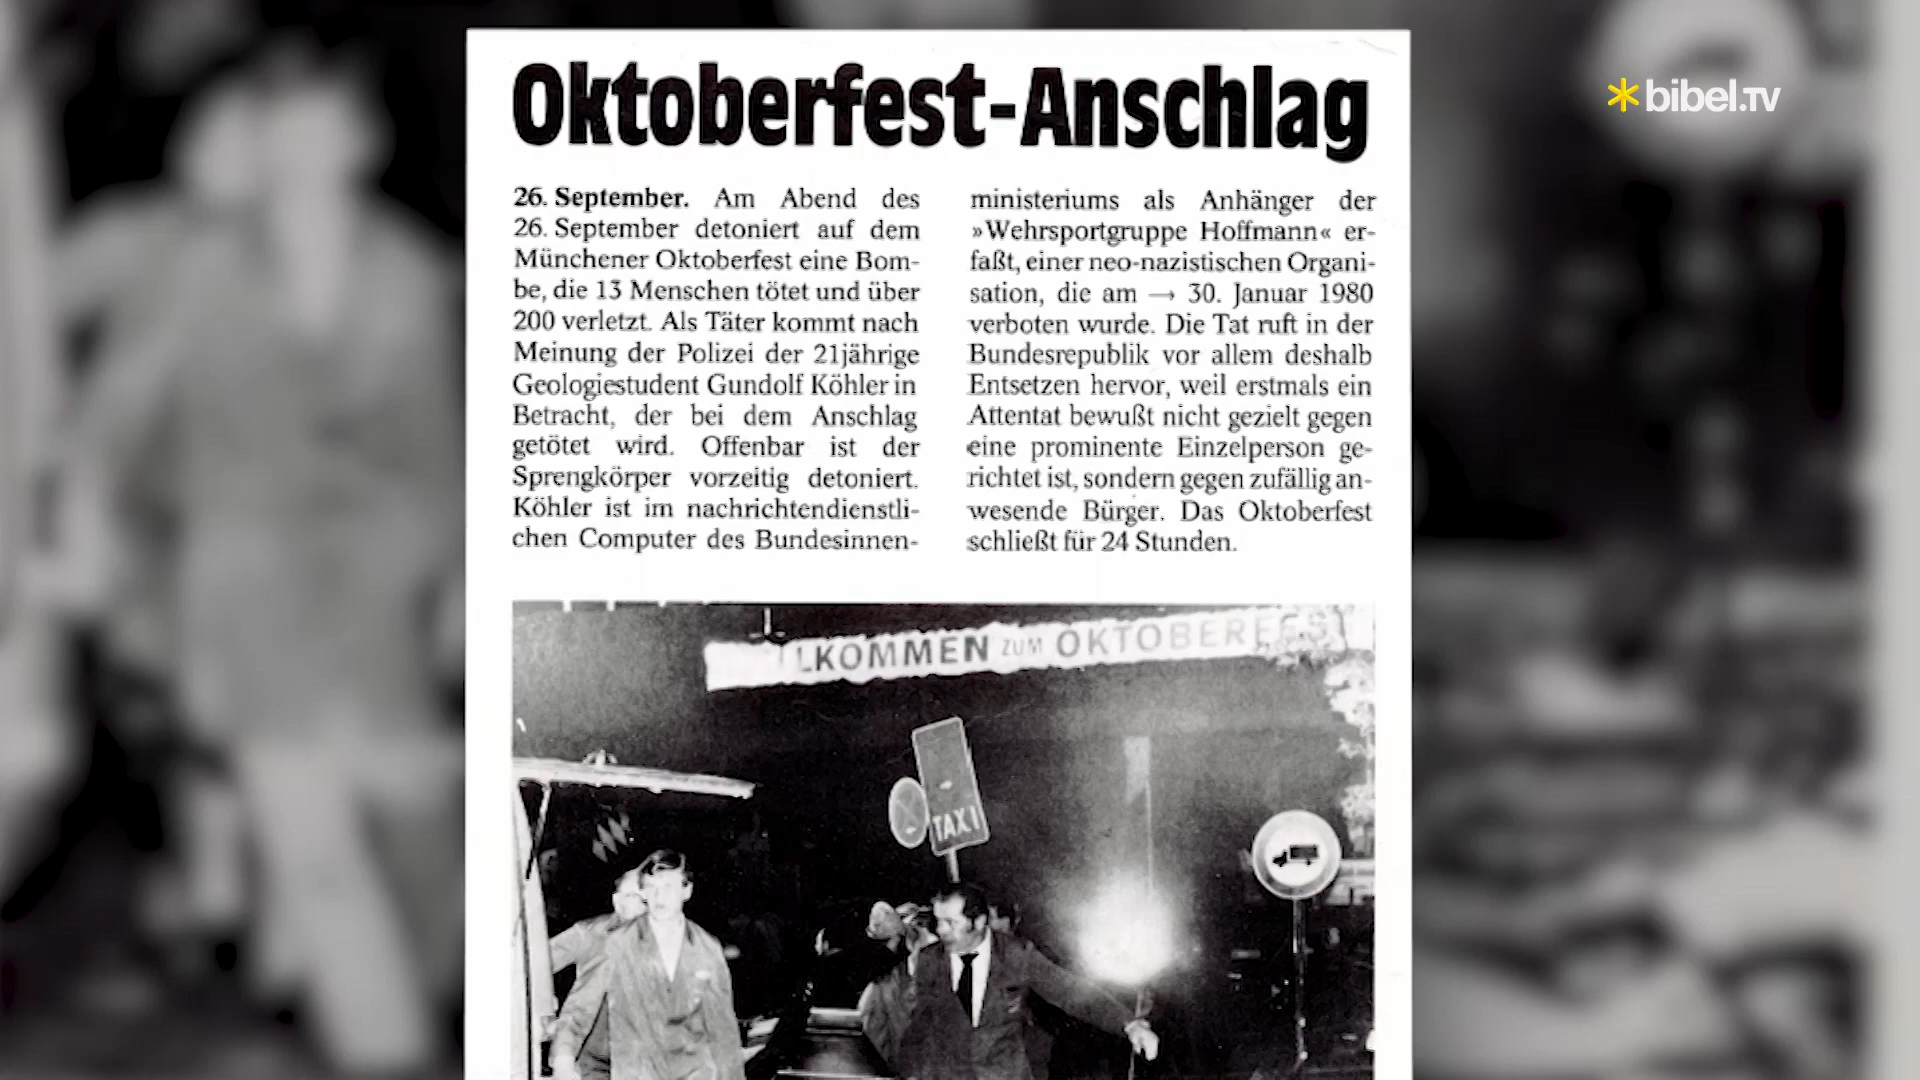 Oktoberfest-Anschlag
bibel.TV
26. September. Am Abend des
26. September detoniert auf dem
Münchener Oktoberfest eine Bom-
be, die 13 Menschen tötet und über
200 verletzt. Als Täter kommt nach
Meinung der Polizei der 21jährige
Geologiestudent Gundolf Köhler in
Betracht, der bei dem Anschlag
getötet wird. Offenbar ist der
Sprengkörper vorzeitig detoniert.
Köhler ist im nachrichtendienstli-
chen Computer des Bundesinnen-
ministeriums als Anhänger der
»Wehrsportgruppe Hoffmann« er-
faßt, einer neo-nazistischen Organi-
sation, die am → 30. Januar 1980
verboten wurde. Die Tat ruft in der
Bundesrepublik vor allem deshalb
Entsetzen hervor, weil erstmals ein
Attentat bewußt nicht gezielt gegen
eine prominente Einzelperson ge-
richtet ist, sondern gegen zufällig an-
wesende Bürger. Das Oktoberfest
schließt für 24 Stunden.
LKOMMEN ZUM OKTOBERFES
TAXI